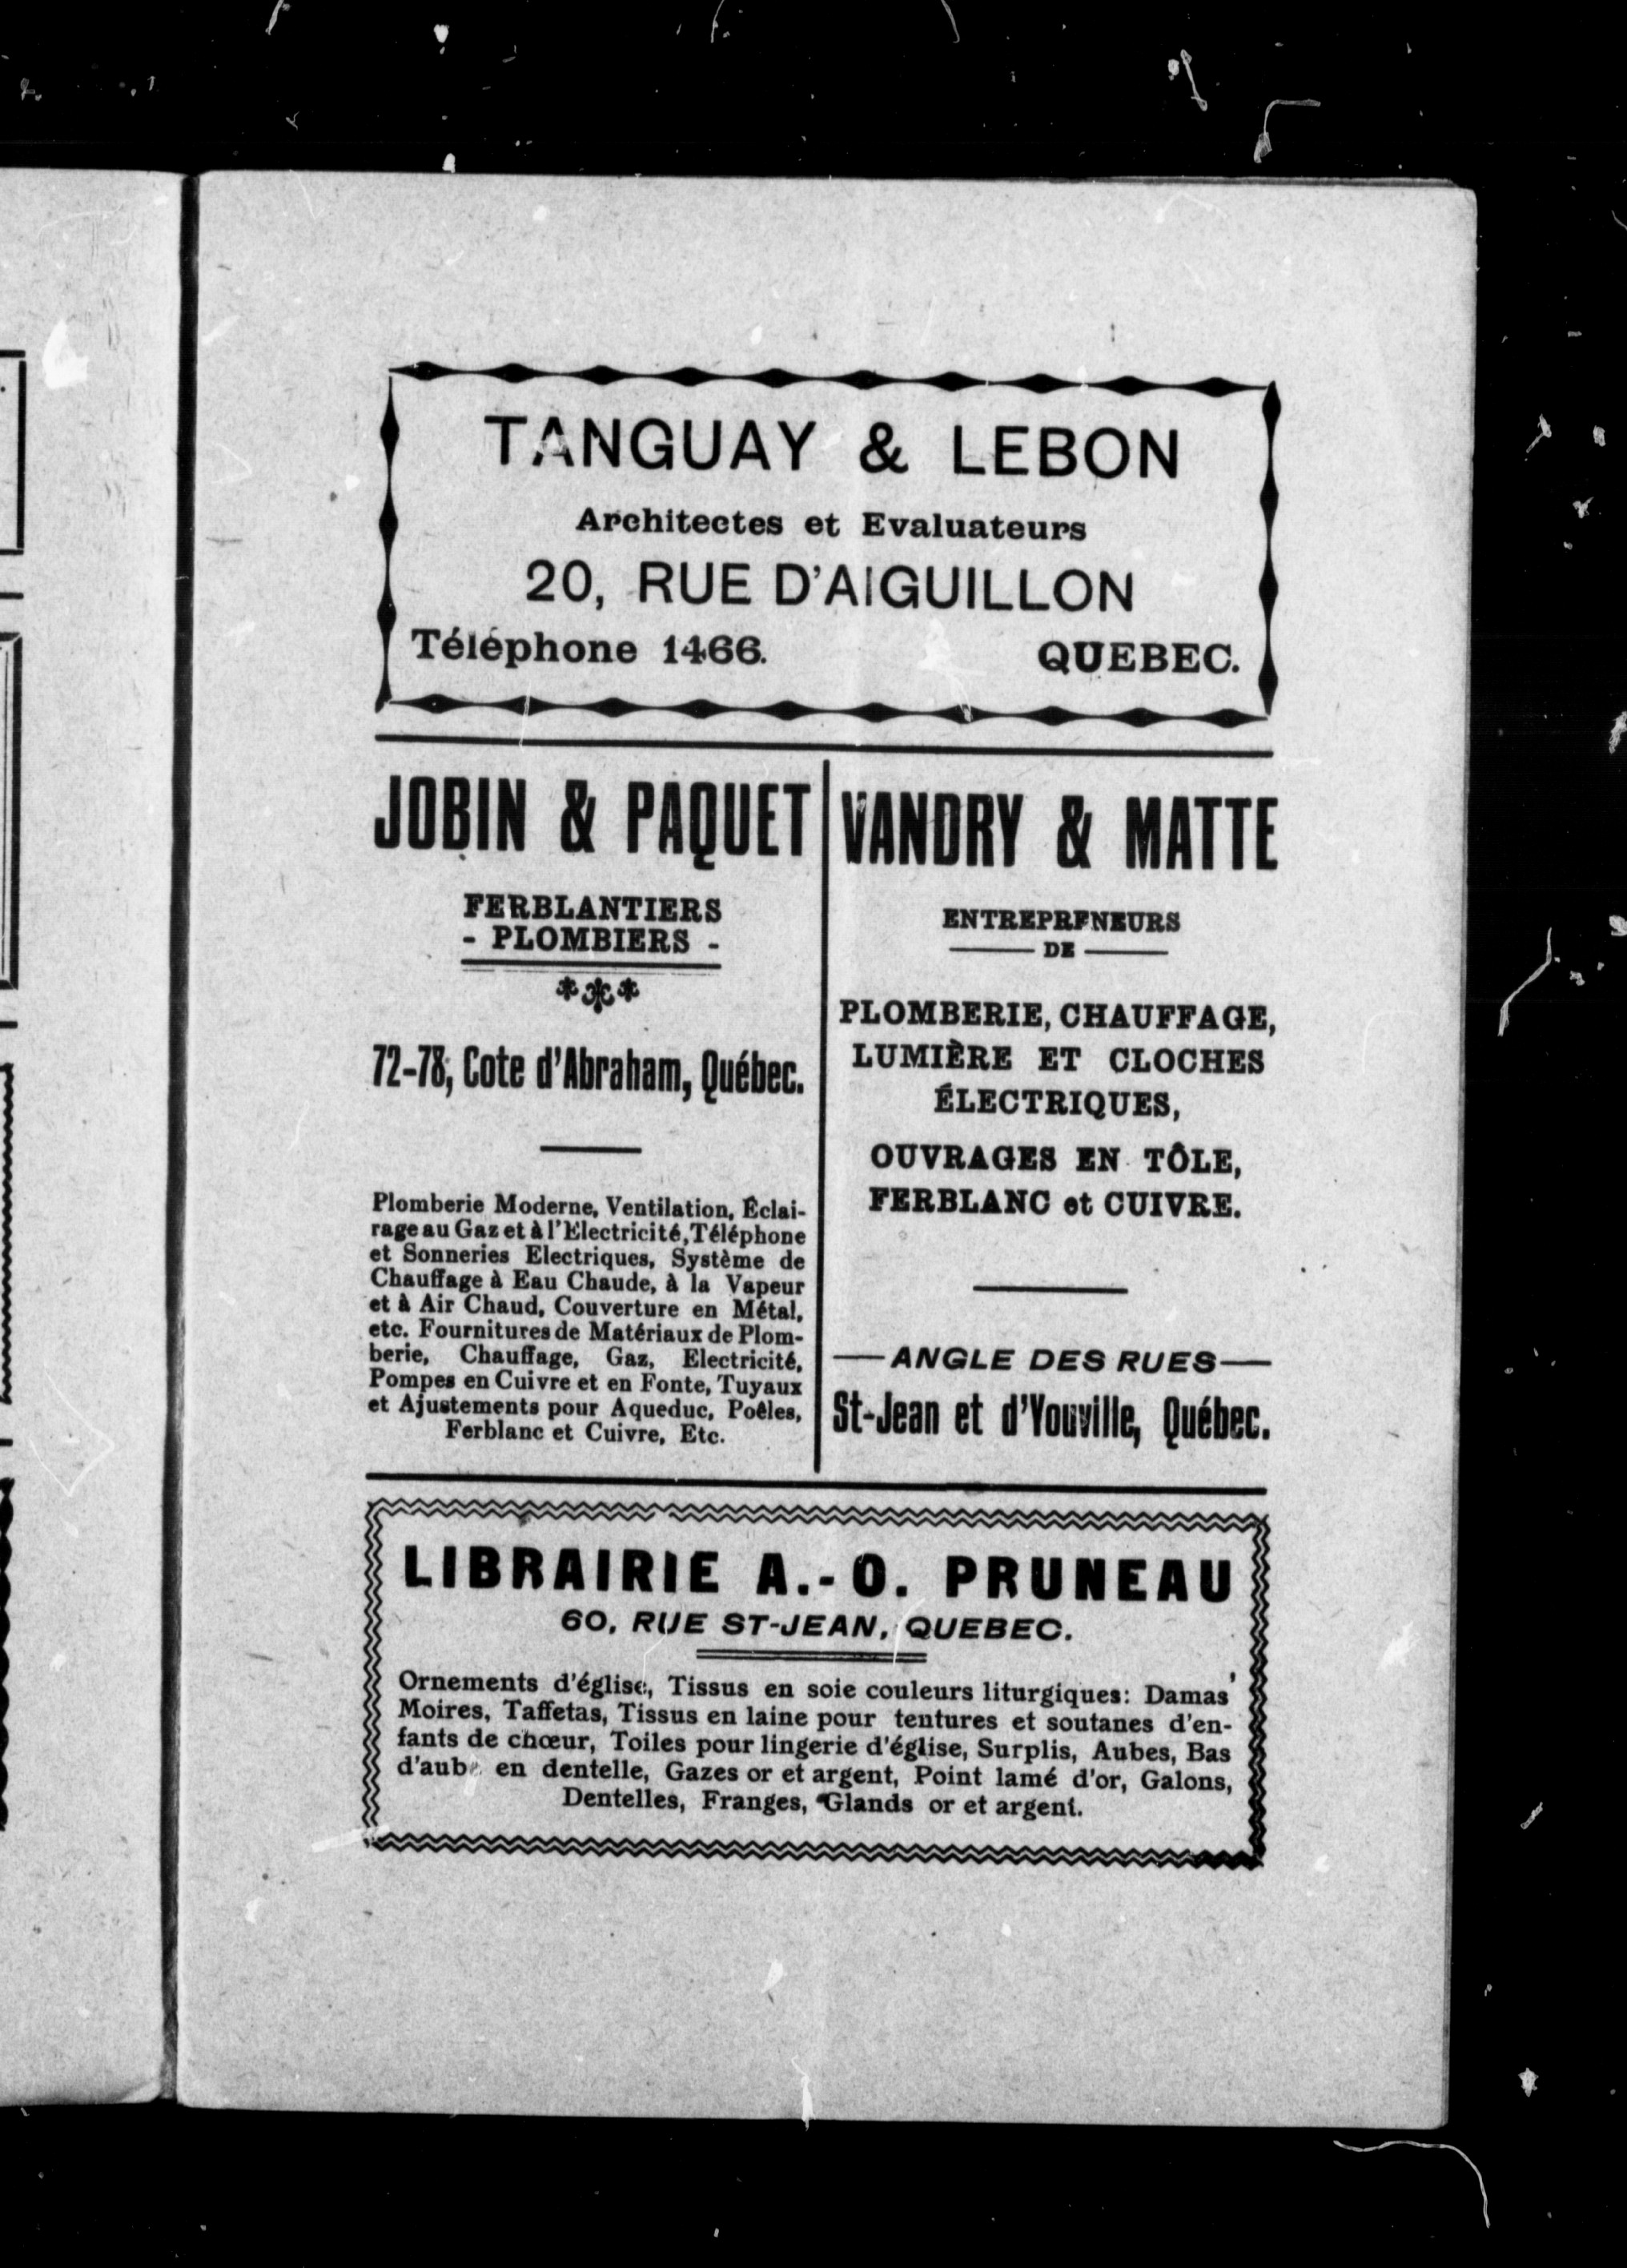 TANGUAY & LEBON
Architectes et Evaluateurs
20, RUE D'AIGUILLON
Téléphone 1466. QUEBEC.
JOBIN & PAQUET
FERBLANTIERS
- PLOMBIERS -
72-78, Cote d'Abraham, Québec.
Plomberie Moderne, Ventilation, Éclai-
rage au Gaz et à l'Electricité, Téléphone
et Sonneries Electriques, Système de
Chauffage à Eau Chaude, à la Vapeur
et à Air Chaud, Couverture en Métal,
etc. Fournitures de Matériaux de Plom-
berie, Chauffage, Gaz, Electricité,
Pompes en Cuivre et en Fonte, Tuyaux
et Ajustements pour Aqueduc, Poêles,
Ferblanc et Cuivre, Etc.
VANDRY & MATTE
ENTREPRENEURS
DE
PLOMBERIE, CHAUFFAGE,
LUMIÈRE ET CLOCHES
ÉLECTRIQUES,
OUVRAGES EN TÔLE,
FERBLANC et CUIVRE.
—ANGLE DES RUES—
St-Jean et d'Youville, Québec.
LIBRAIRIE A.-O. PRUNEAU
60, RUE ST-JEAN, QUEBEC.
Ornements d'église, Tissus en soie couleurs liturgiques: Damas'
Moires, Taffetas, Tissus en laine pour tentures et soutanes d'en-
fants de chœur, Toiles pour lingerie d'église, Surplis, Aubes, Bas
d'aube en dentelle, Gazes or et argent, Point lamé d'or, Galons,
Dentelles, Franges, Glands or et argent.